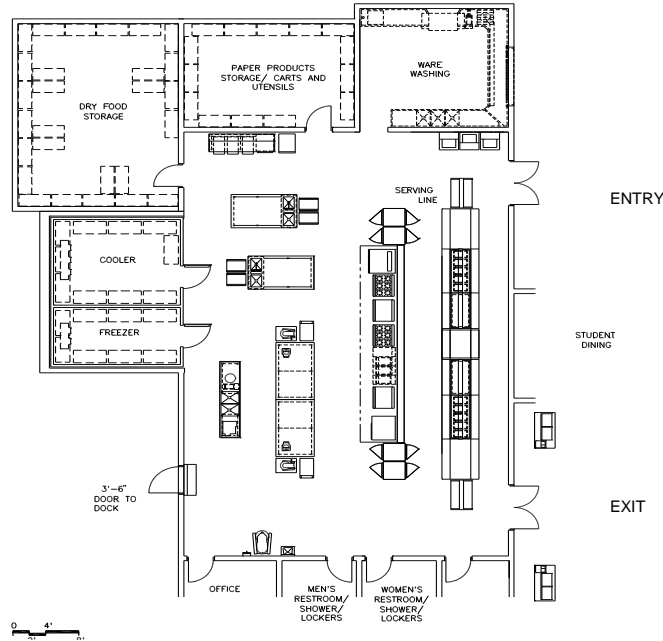 PAPER PRODUCTS
STORAGE/ CARTS AND
UTENSILS
WARE
WASHING
DRY FOOD
STORAGE
SERVING
LINE
ENTRY
COOLER
FREEZER
STUDENT
DINING
3'-6"
DOOR TO
DOCK
EXIT
OFFICE
MEN'S
RESTROOM/
SHOWER/
LOCKERS
WOMEN'S
RESTROOM/
SHOWER/
LOCKERS
0 4'
2' 8'